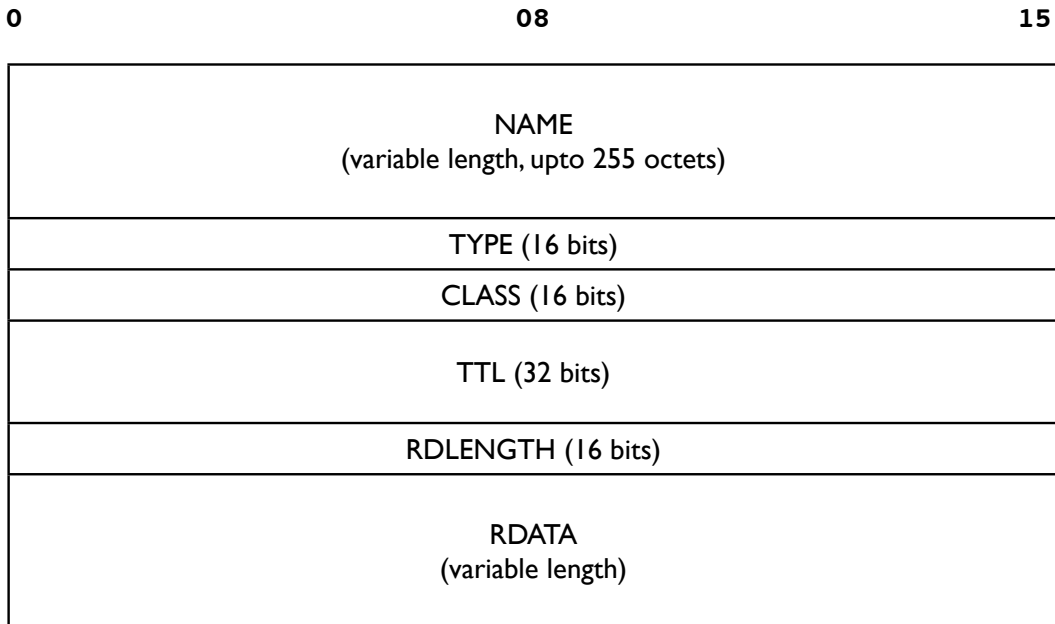 0 08 15
NAME
(variable length, upto 255 octets)
TYPE (16 bits)
CLASS (16 bits)
TTL (32 bits)
RDLENGTH (16 bits)
RDATA
(variable length)